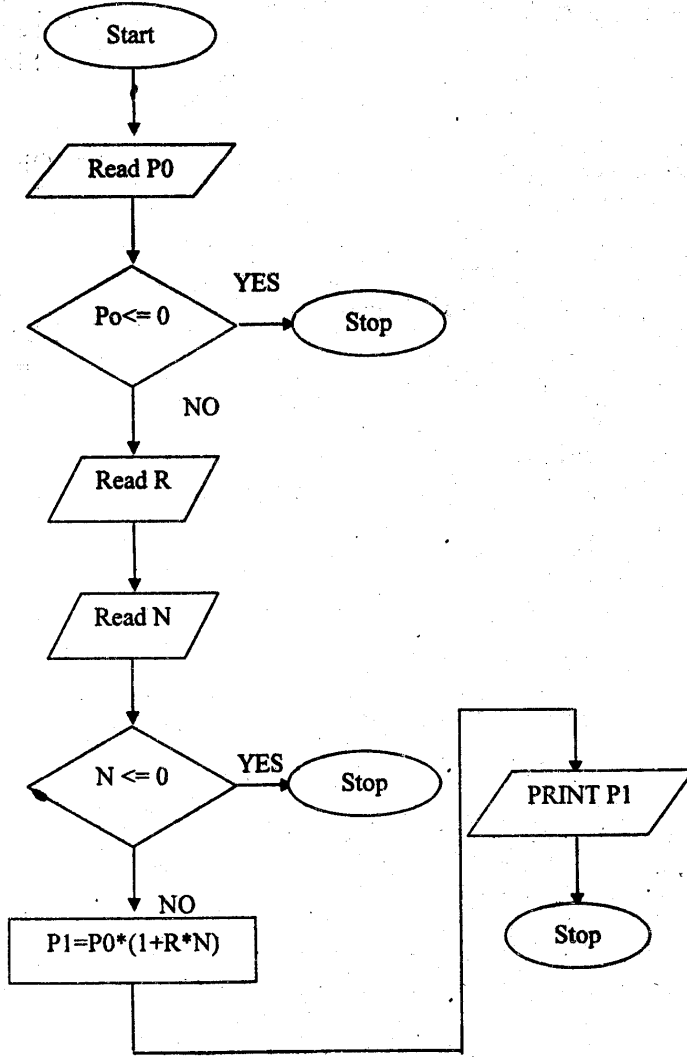 Start
Read P0
Po<= 0
YES
Stop
NO
Read R
Read N
N <= 0
YES
Stop
NO
P1=P0*(1+R*N)
PRINT P1
Stop